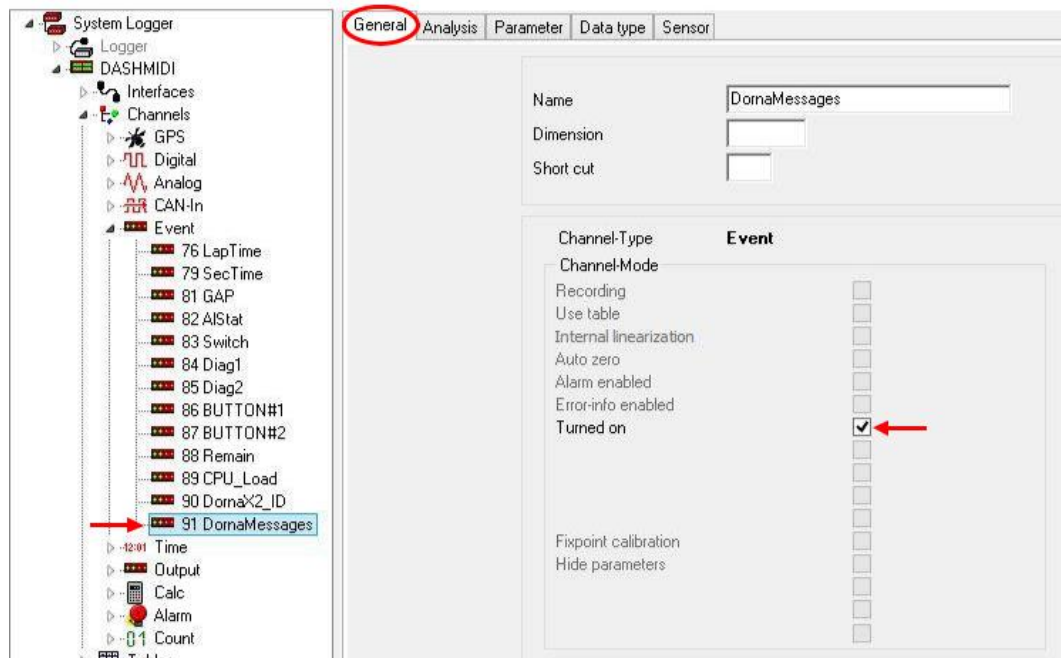 System Logger
Logger
DASHMIDI
Interfaces
Channels
GPS
Digital
Analog
CAN-In
Event
76 LapTime
79 SecTime
81 GAP
82 AlStat
83 Switch
84 Diag1
85 Diag2
86 BUTTON#1
87 BUTTON#2
88 Remain
89 CPU_Load
90 DornaX2_ID
91 DornaMessages
12:01 Time
Output
Calc
Alarm
01 Count
General Analysis Parameter Data type Sensor
Name DornaMessages
Dimension
Short cut
Channel-Type Event
Channel-Mode
Recording
Use table
Internal linearization
Auto zero
Alarm enabled
Error-info enabled
Turned on
Fixpoint calibration
Hide parameters